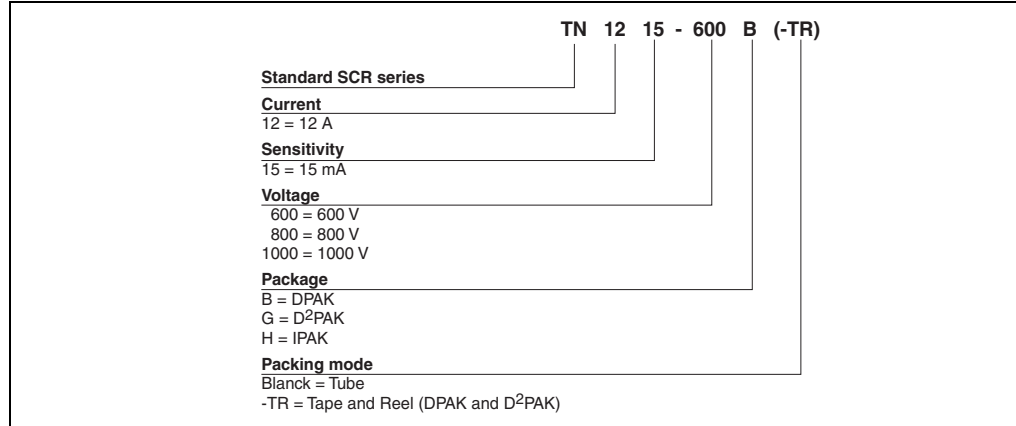 TN 12 15 - 600 B (-TR)
Standard SCR series
Current
12 = 12 A
Sensitivity
15 = 15 mA
Voltage
600 = 600 V
800 = 800 V
1000 = 1000 V
Package
B = DPAK
G = D²PAK
H = IPAK
Packing mode
Blanck = Tube
-TR = Tape and Reel (DPAK and D²PAK)